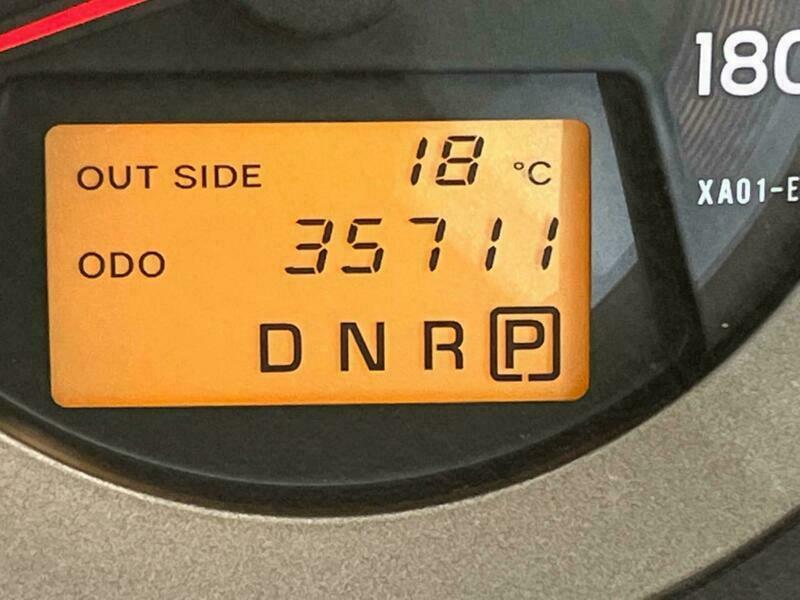 180
OUT SIDE 18 °C
XA01-E
ODO 35711
D N R P